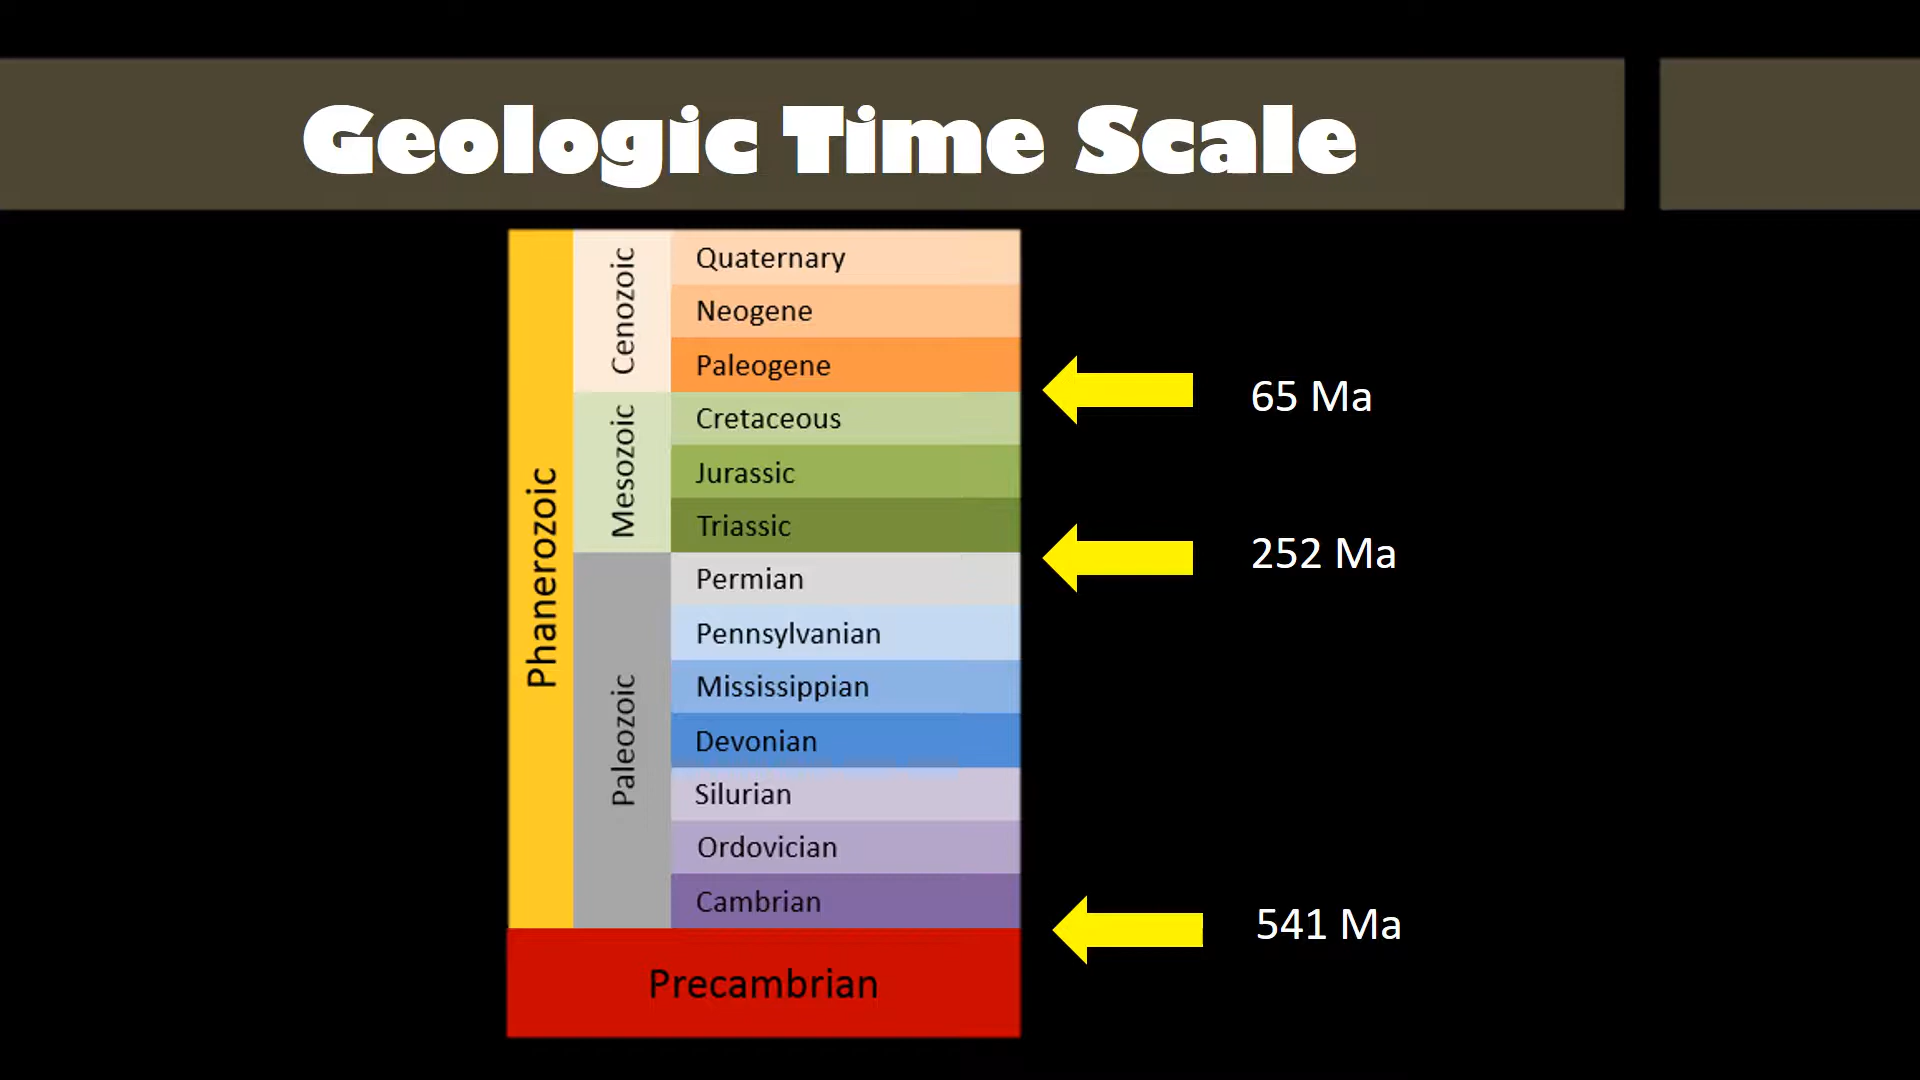 Geologic Time Scale
Phanerozoic
Cenozoic
Quaternary
Neogene
Paleogene
65 Ma
Mesozoic
Cretaceous
Jurassic
Triassic
252 Ma
Paleozoic
Permian
Pennsylvanian
Mississippian
Devonian
Silurian
Ordovician
Cambrian
541 Ma
Precambrian